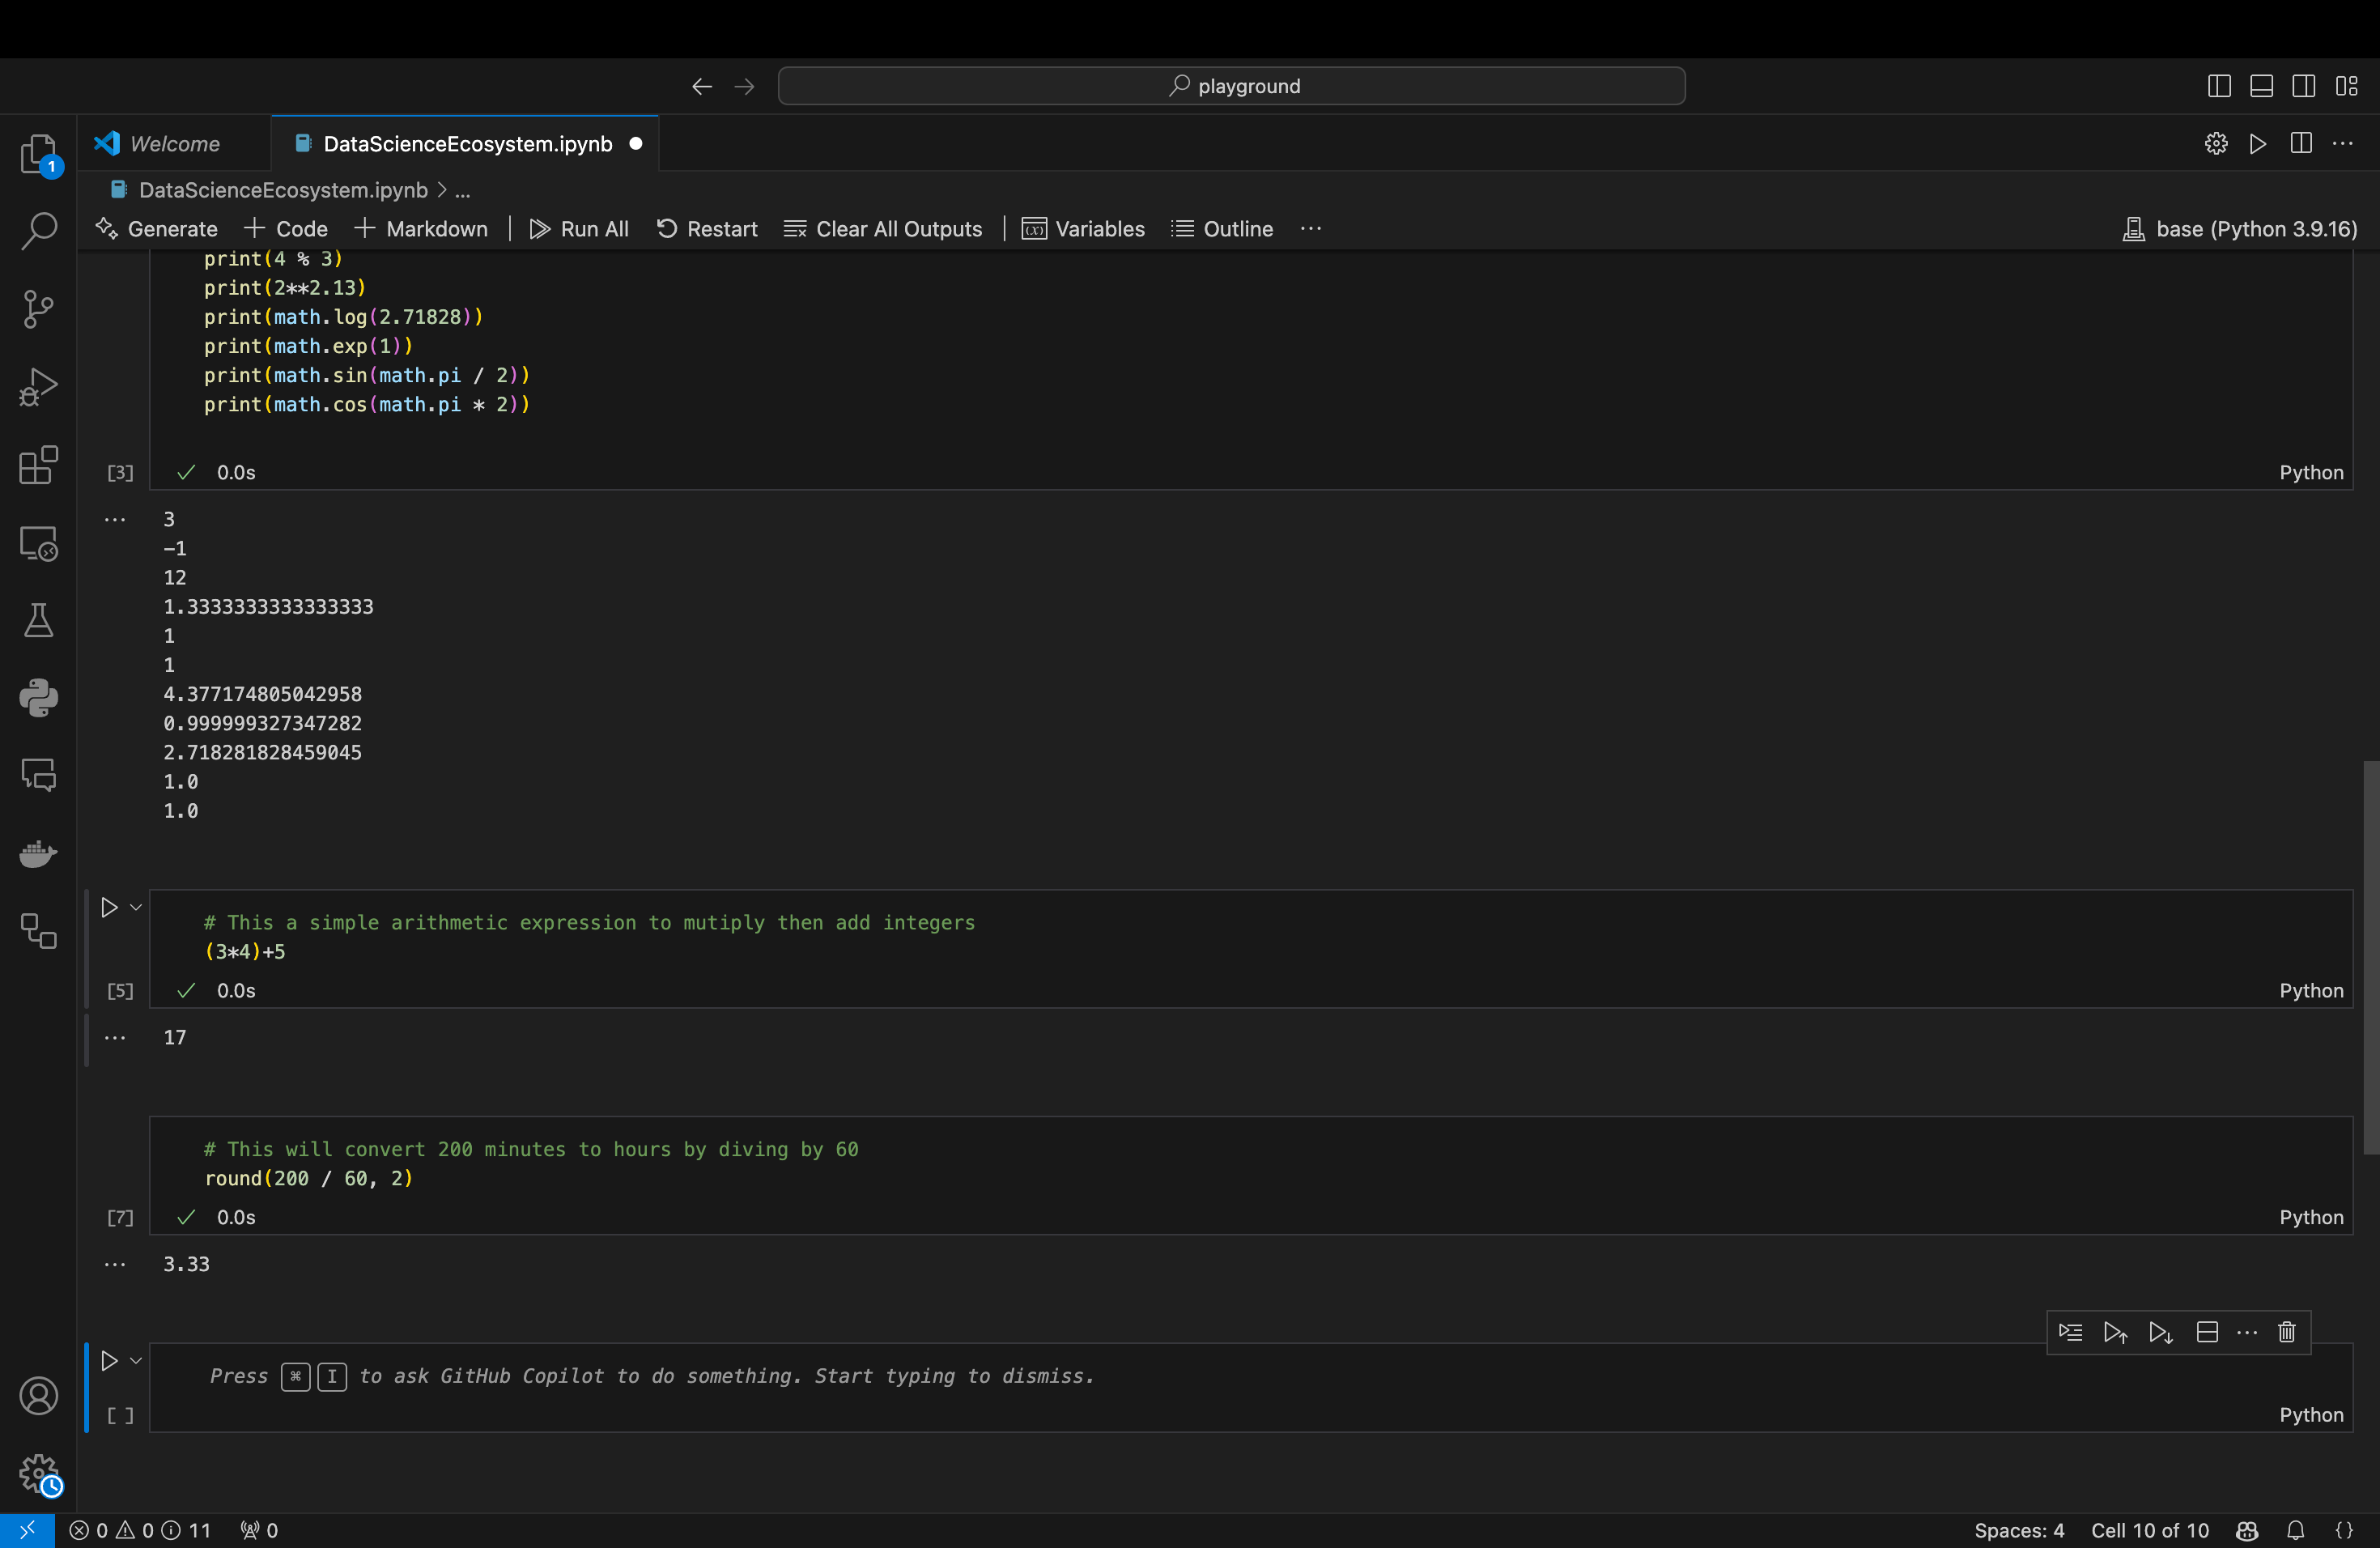 playground
Welcome
DataScienceEcosystem.ipynb
DataScienceEcosystem.ipynb > ...
Generate + Code + Markdown | Run All Restart Clear All Outputs | Variables Outline ... base (Python 3.9.16)
print(4 % 3)
print(2**2.13)
print(math.log(2.71828))
print(math.exp(1))
print(math.sin(math.pi / 2))
print(math.cos(math.pi * 2))
[3] 0.0s Python
... 3
-1
12
1.3333333333333333
1
1
4.377174805042958
0.999999327347282
2.718281828459045
1.0
1.0
# This a simple arithmetic expression to mutiply then add integers
(3*4)+5
[5] 0.0s Python
... 17
# This will convert 200 minutes to hours by diving by 60
round(200 / 60, 2)
[7] 0.0s Python
... 3.33
Press ⌘ I to ask GitHub Copilot to do something. Start typing to dismiss.
[ ] Python
1
0 0 11 0 Spaces: 4 Cell 10 of 10 {}